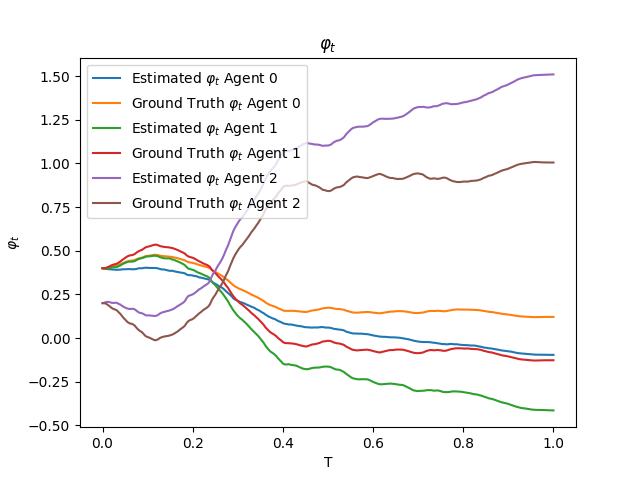 φt
Estimated φt Agent 0
Ground Truth φt Agent 0
Estimated φt Agent 1
Ground Truth φt Agent 1
Estimated φt Agent 2
Ground Truth φt Agent 2
φt
1.50
1.25
1.00
0.75
0.50
0.25
0.00
−0.25
−0.50
0.0 0.2 0.4 0.6 0.8 1.0
T